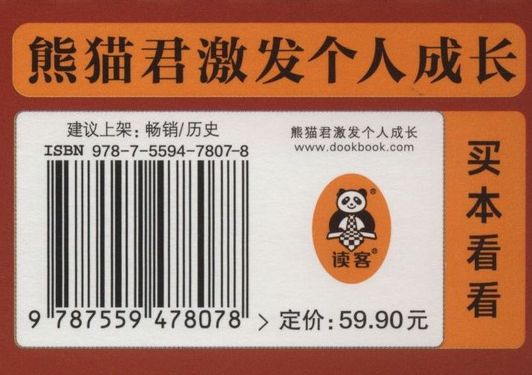 熊猫君激发个人成长
建议上架：畅销/历史
ISBN 978-7-5594-7807-8
9 787559 478078 >
定价：59.90元
熊猫君激发个人成长
www.dookbook.com
读客®
买本看看